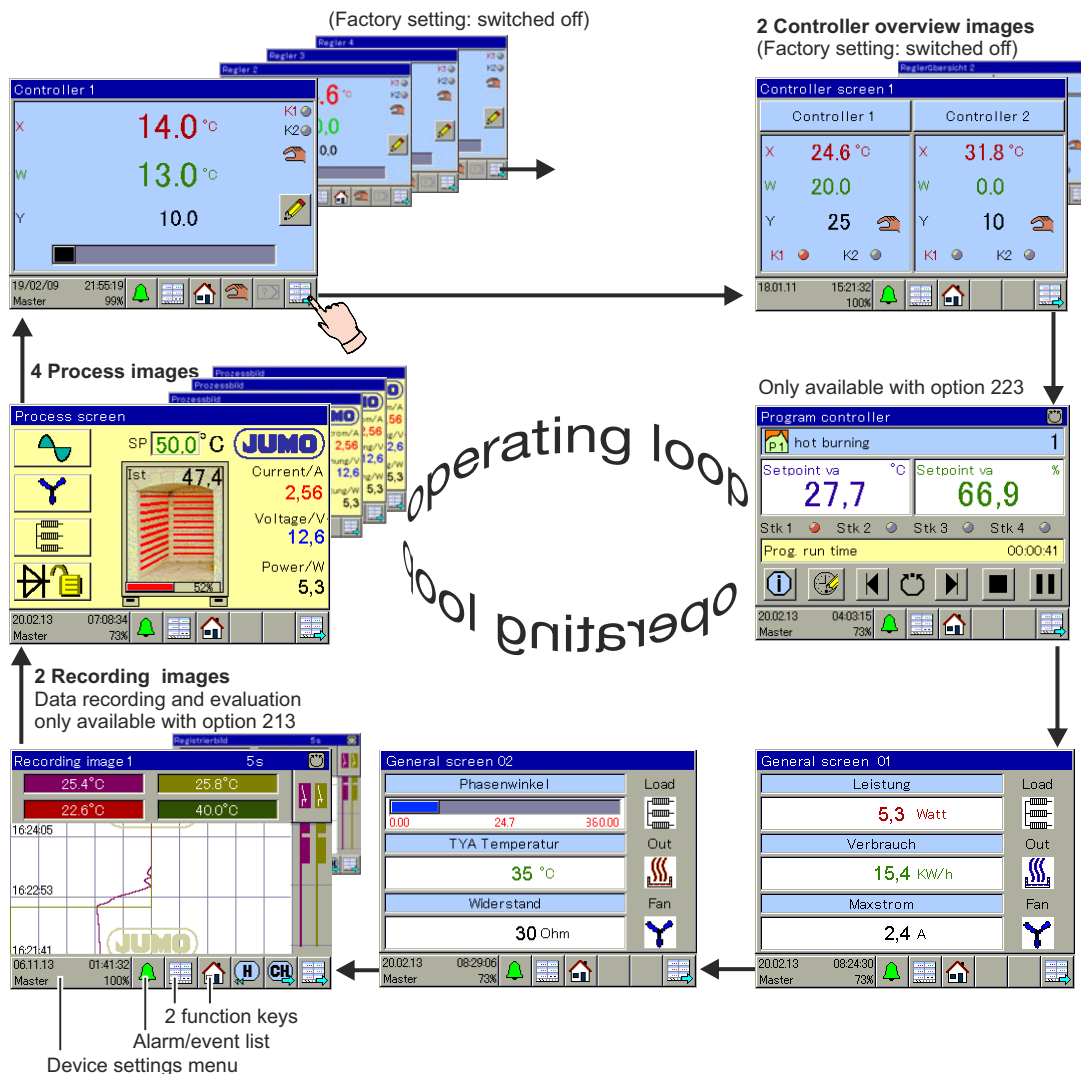 (Factory setting: switched off)
2 Controller overview images
(Factory setting: switched off)
Regler 4
Regler 3
Regler 2
K1
K2
K1
K2
K1
K2
.6 °C
0,0
0,0
Controller 1
X 14.0 °C
K1
K2
W 13.0 °C
Y 10.0
19/02/09 21:55:19
Master 99%
Reglerübersicht 2
Controller screen 1
Controller 1 Controller 2
X 24.6 °C X 31.8 °C
W 20.0 W 0.0
Y 25 Y 10
K1 K2 K1 K2
18.01.11 15:21:32
100%
4 Process images
Prozessbild
Prozessbild
Prozessbild
Process screen
SP 50,0 °C JUMO
Ist 47,4
Current/A
2,56
Voltage/V
12,6
Power/W
5,3
52%
20.02.13 07:08:34
Master 73%
operating loop
operating loop
Only available with option 223
Program controller
P1 hot burning 1
Setpoint va °C Setpoint va %
27,7 66,9
Stk 1 Stk 2 Stk 3 Stk 4
Prog. run time 00:00:41
20.02.13 04:03:15
Master 73%
2 Recording images
Data recording and evaluation
only available with option 213
Registrierbild 5s
Recording image 1 5s
25.4°C 25.8°C
22.6°C 40.0°C
16:24:05
16:22:53
16:21:41
JUMO
06.11.13 01:41:32
Master 100%
H CH
General screen 02
Phasenwinkel Load
0.00 24.7 360.00
TYA Temperatur Out
35 °C
Widerstand Fan
30 Ohm
20.02.13 08:29:06
Master 73%
General screen 01
Leistung Load
5,3 Watt
Verbrauch Out
15,4 KW/h
Maxstrom Fan
2,4 A
20.02.13 08:24:30
Master 73%
2 function keys
Alarm/event list
Device settings menu